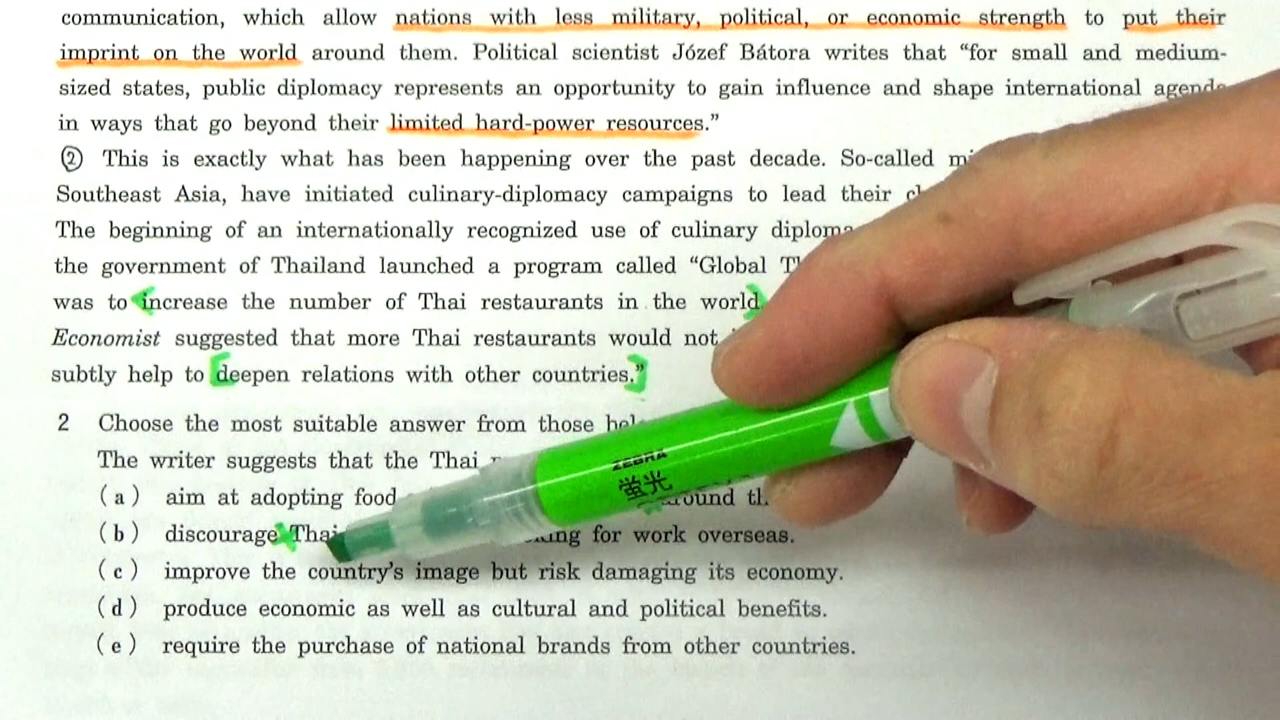 communication, which allow nations with less military, political, or economic strength to put their
imprint on the world around them. Political scientist Józef Bátora writes that “for small and medium-
sized states, public diplomacy represents an opportunity to gain influence and shape international agenda
in ways that go beyond their limited hard-power resources.”
② This is exactly what has been happening over the past decade. So-called
Southeast Asia, have initiated culinary-diplomacy campaigns to lead their
The beginning of an internationally recognized use of culinary
the government of Thailand launched a program called “Global
was to increase the number of Thai restaurants in the world
Economist suggested that more Thai restaurants would not
subtly help to deepen relations with other countries.”
2 Choose the most suitable answer from those
The writer suggests that the Thai
(a) aim at adopting food around
(b) discourage Thai for work overseas.
(c) improve the country's image but risk damaging its economy.
(d) produce economic as well as cultural and political benefits.
(e) require the purchase of national brands from other countries.
ZEBRA
蛍光